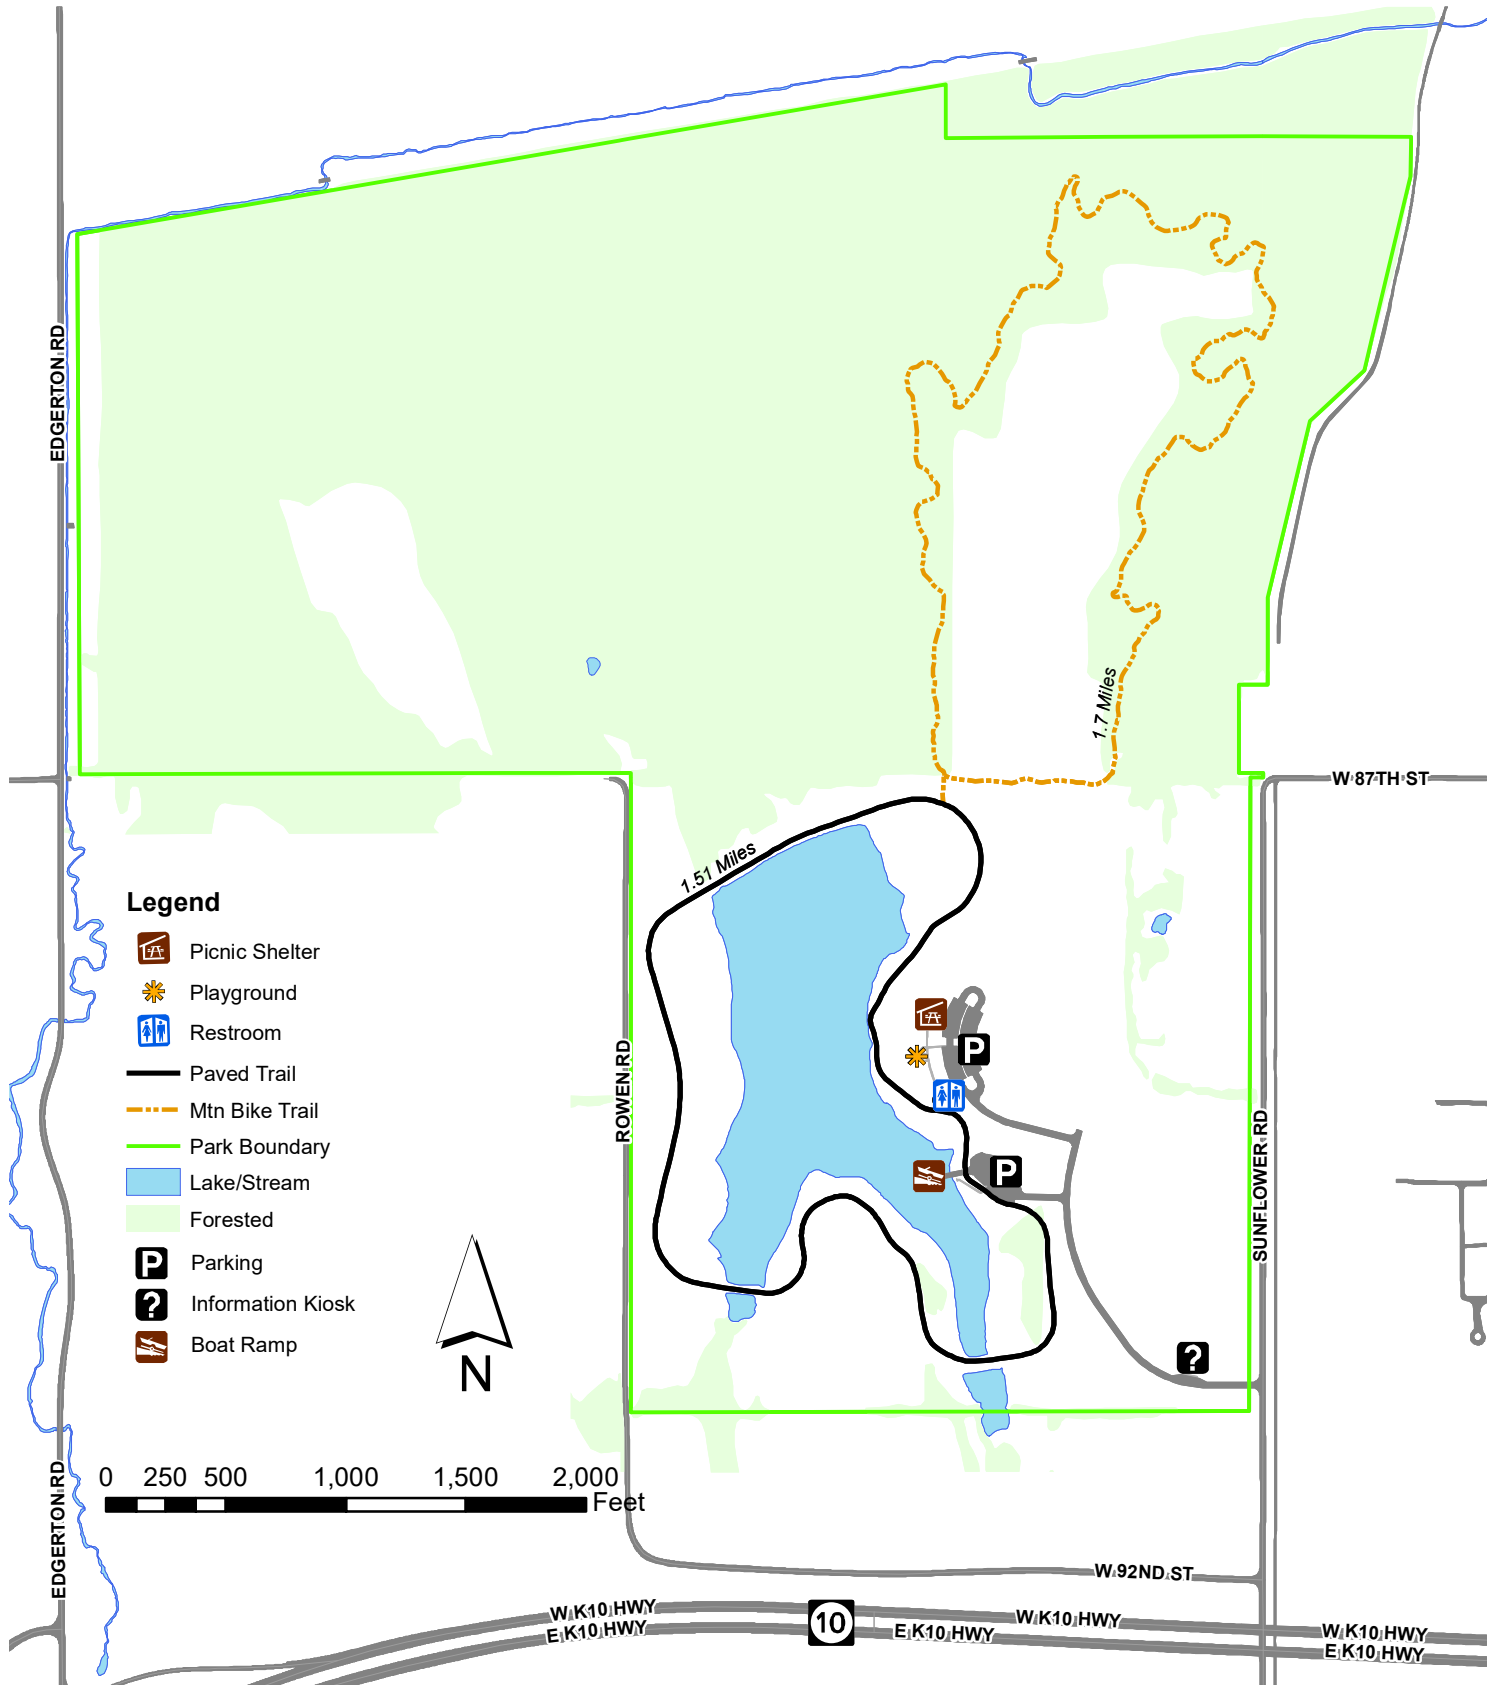 EDGERTON RD
1.7 Miles
W 87TH ST
1.51 Miles
Legend
Picnic Shelter
Playground
Restroom
Paved Trail
Mtn Bike Trail
Park Boundary
Lake/Stream
Forested
P Parking
? Information Kiosk
Boat Ramp
N
ROWEN RD
P
P
SUNFLOWER RD
?
0 250 500 1,000 1,500 2,000
Feet
EDGERTON RD
W 92ND ST
W K10 HWY
E K10 HWY
10
W K10 HWY
E K10 HWY
W K10 HWY
E K10 HWY